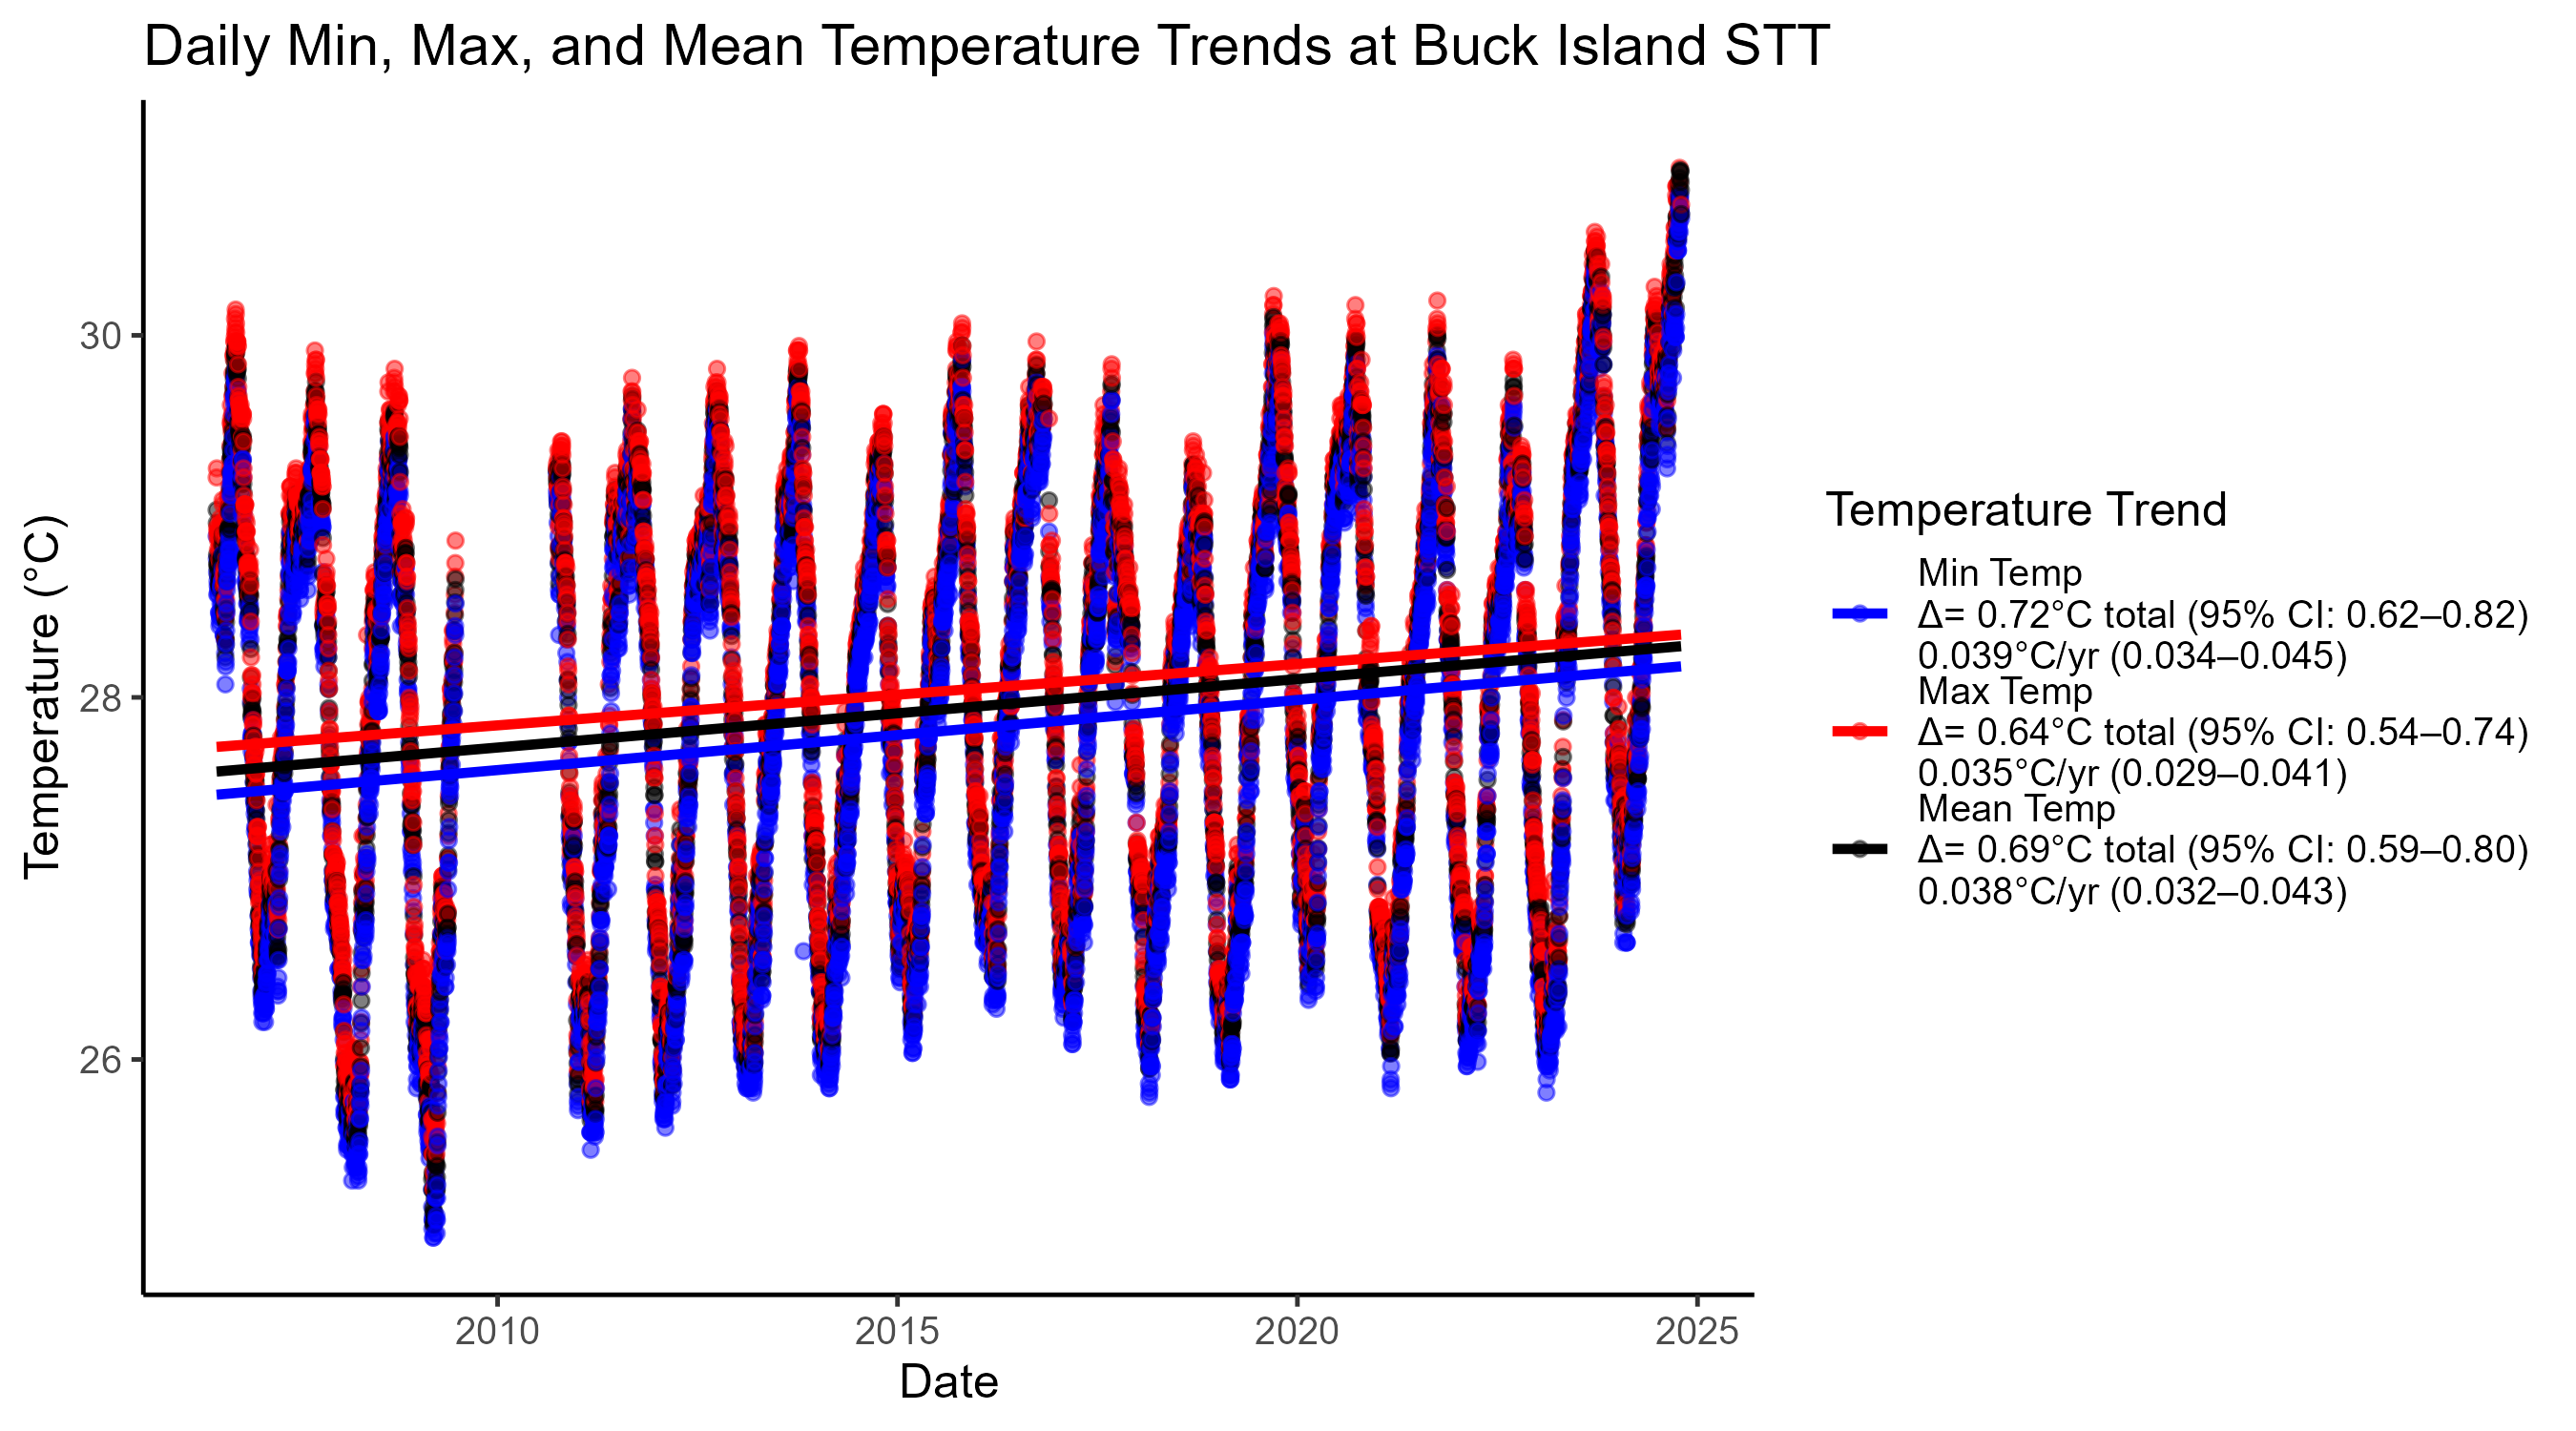 Daily Min, Max, and Mean Temperature Trends at Buck Island STT
Temperature (°C)
30
28
26
2010
2015
2020
2025
Date
Temperature Trend
Min Temp
Δ= 0.72°C total (95% CI: 0.62–0.82)
0.039°C/yr (0.034–0.045)
Max Temp
Δ= 0.64°C total (95% CI: 0.54–0.74)
0.035°C/yr (0.029–0.041)
Mean Temp
Δ= 0.69°C total (95% CI: 0.59–0.80)
0.038°C/yr (0.032–0.043)